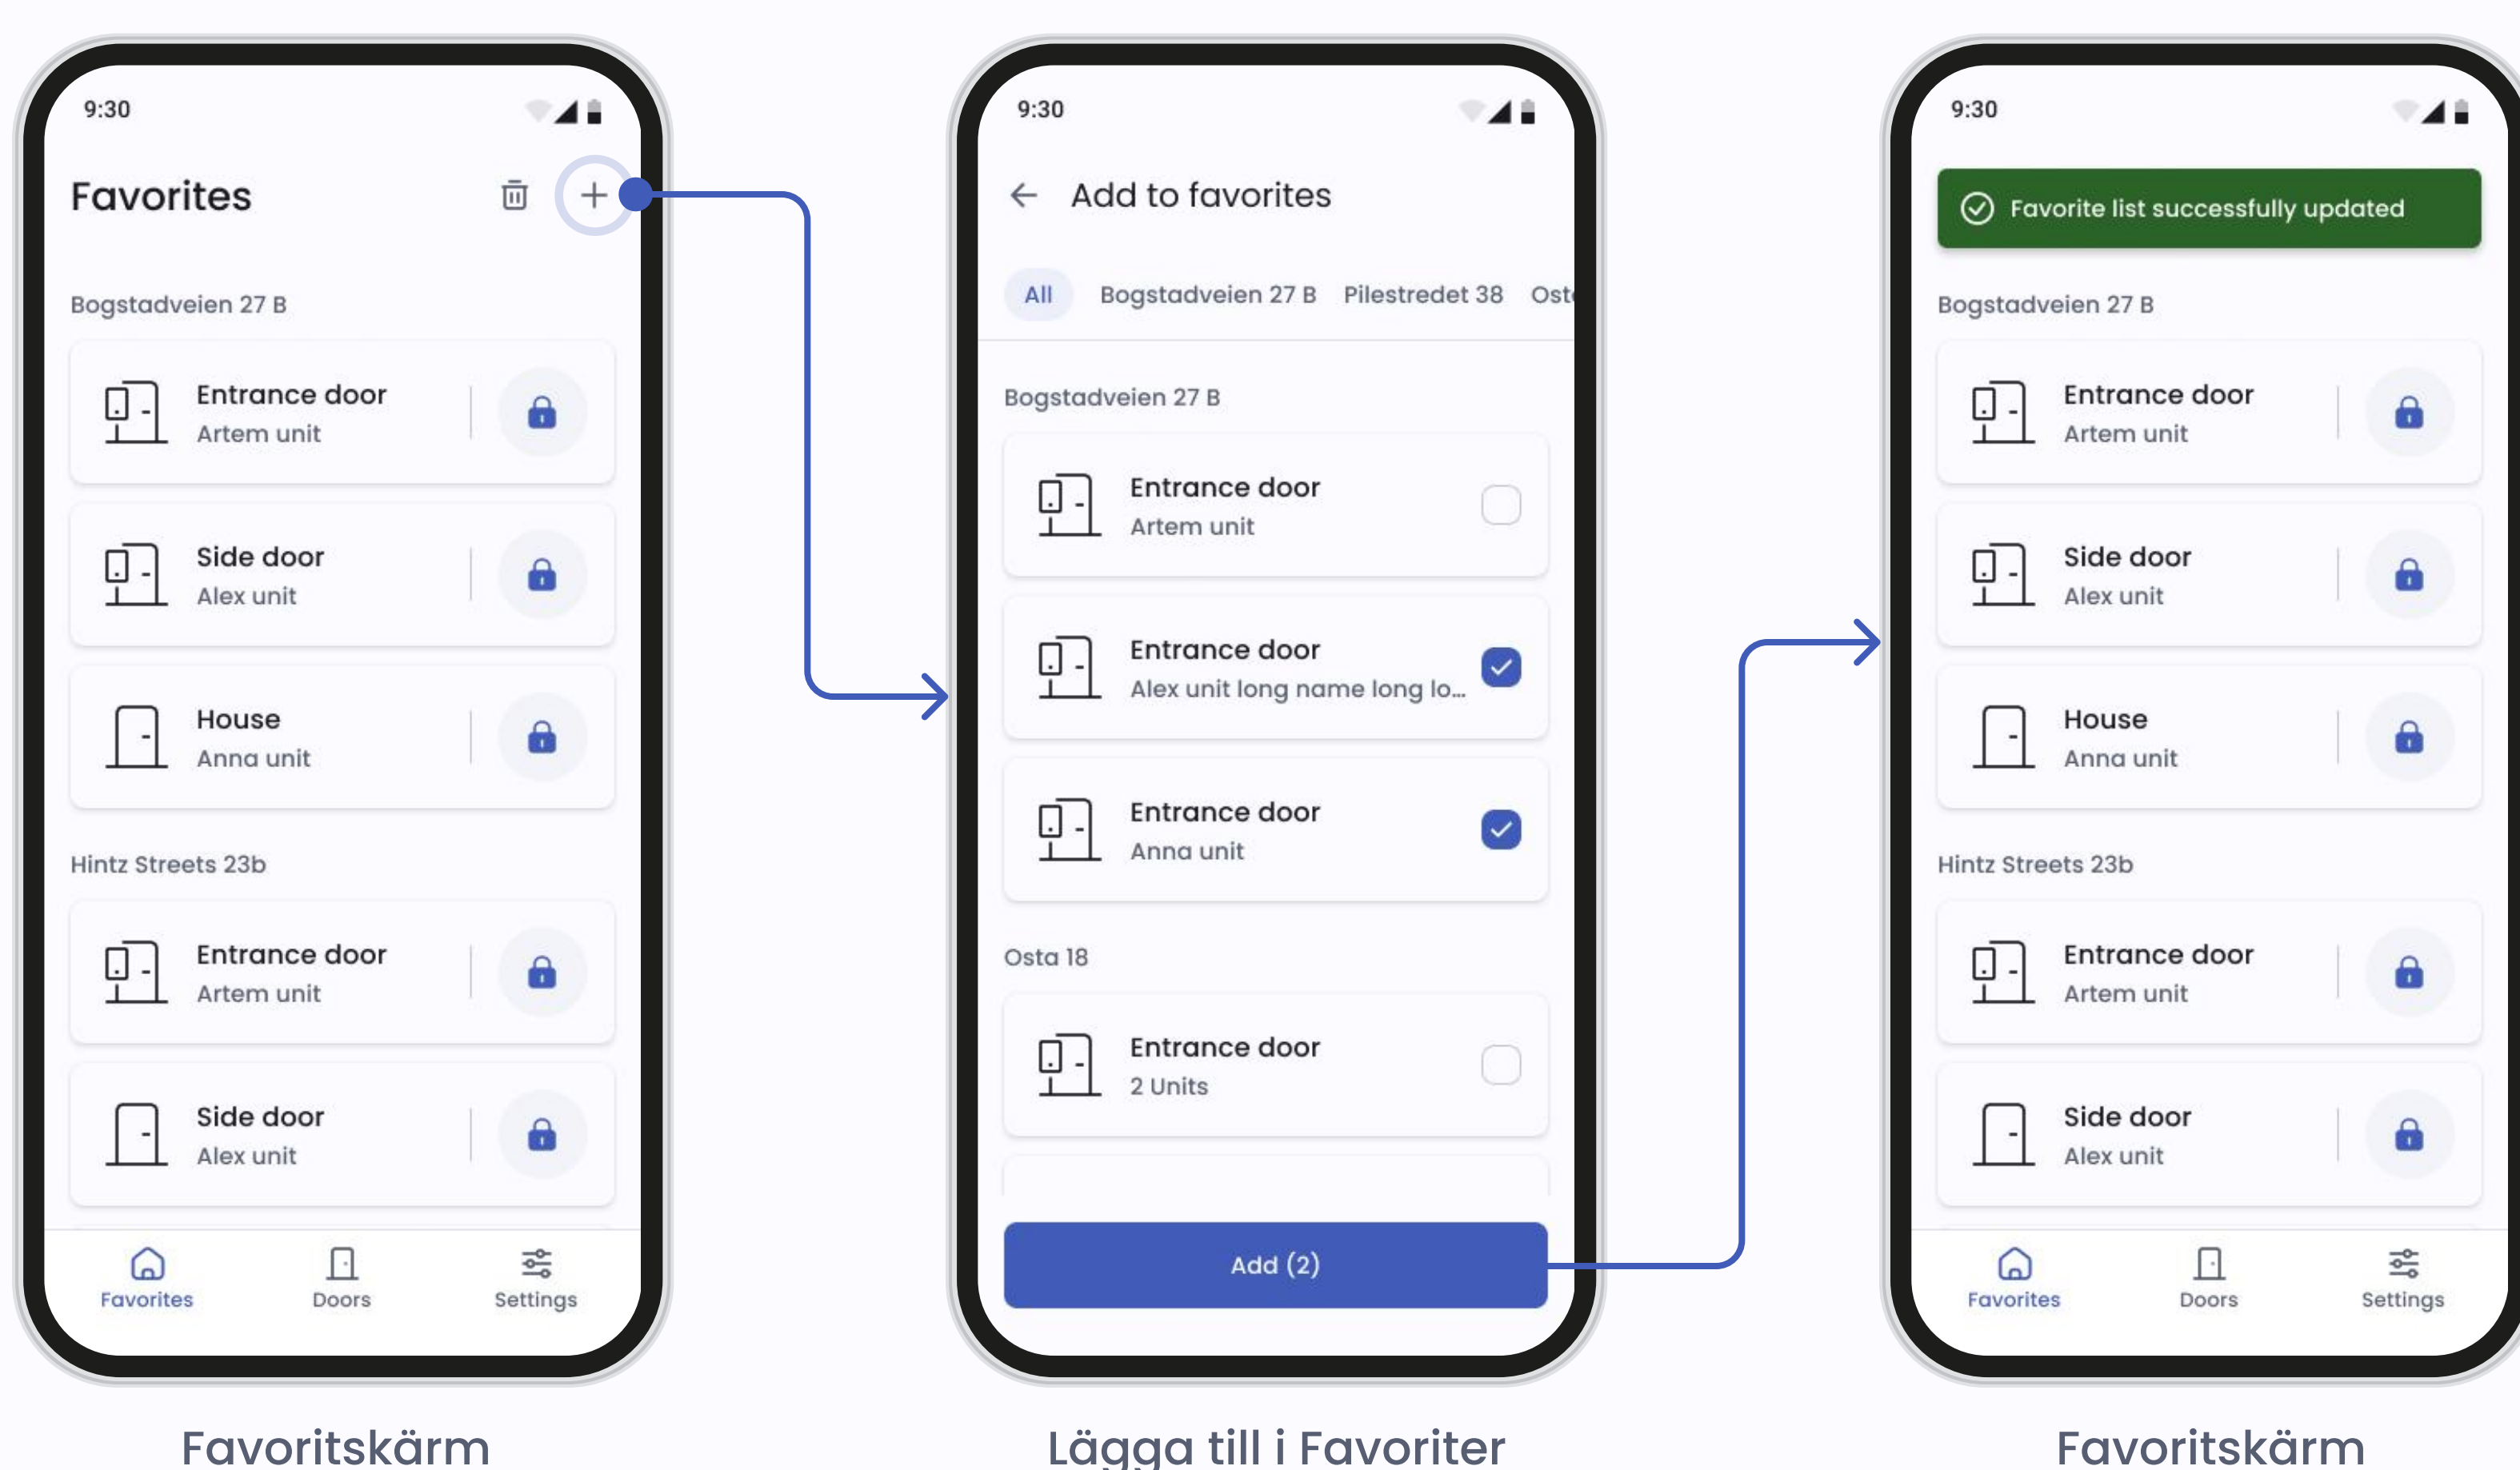 9:30
Favorites
Bogstadveien 27 B
Entrance door
Artem unit
Side door
Alex unit
House
Anna unit
Hintz Streets 23b
Entrance door
Artem unit
Side door
Alex unit
Favorites
Doors
Settings
Favoritskärm
9:30
Add to favorites
All Bogstadveien 27 B Pilestredet 38 Ost
Bogstadveien 27 B
Entrance door
Artem unit
Entrance door
Alex unit long name long lo...
Entrance door
Anna unit
Osta 18
Entrance door
2 Units
Add (2)
Lägga till i Favoriter
9:30
Favorite list successfully updated
Bogstadveien 27 B
Entrance door
Artem unit
Side door
Alex unit
House
Anna unit
Hintz Streets 23b
Entrance door
Artem unit
Side door
Alex unit
Favorites
Doors
Settings
Favoritskärm